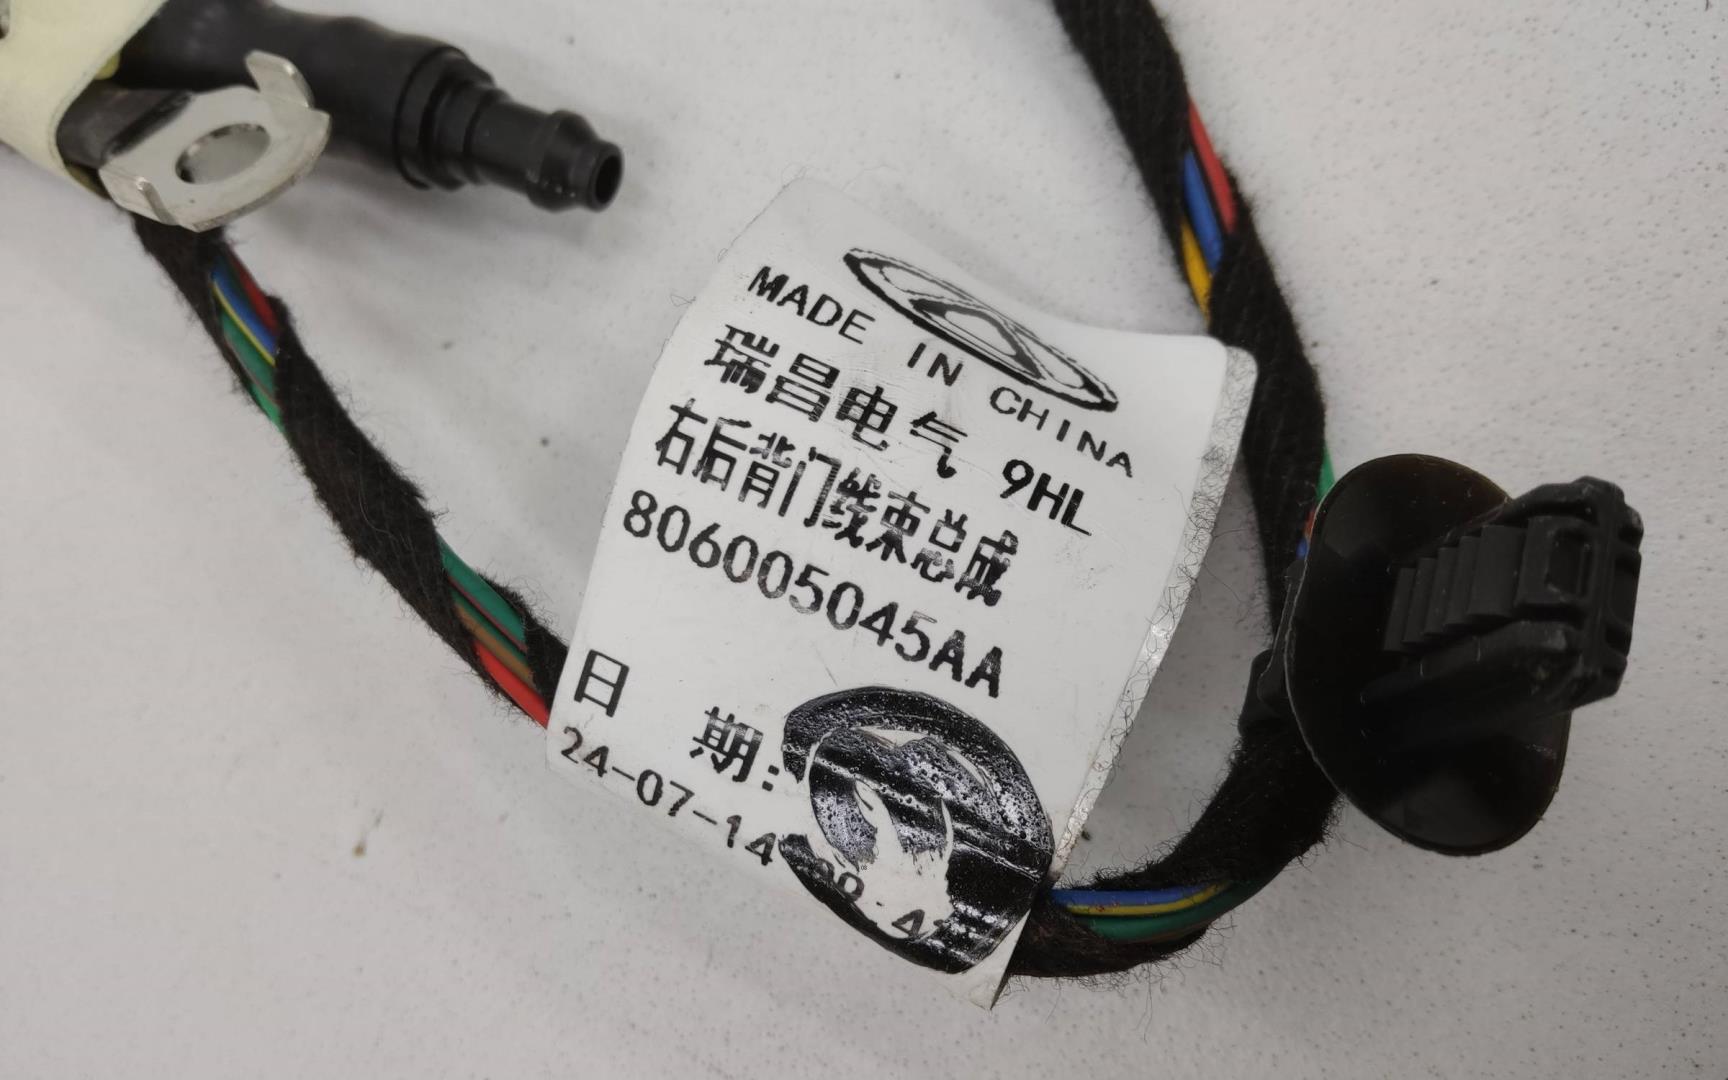 MADE IN CHINA
瑞昌电气 9HL
右后背门线束总成
806005045AA
日 期:
24-07-14